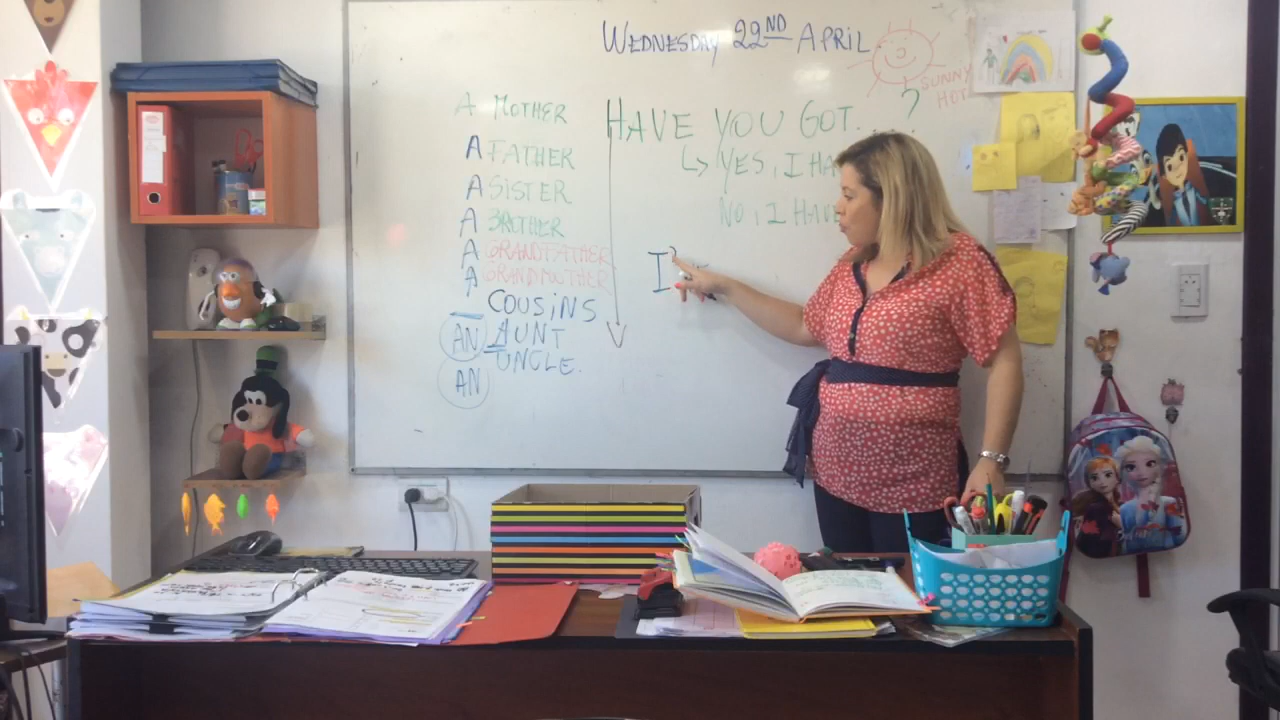 WEDNESDAY 22ND APRIL
SUNNY
HOT
A MOTHER
A FATHER
A SISTER
A BROTHER
A GRANDFATHER
A GRANDMOTHER
_ COUSINS
AN AUNT
AN UNCLE.
HAVE YOU GOT...?
↳ YES, I HA
NO, I HAVE
I'